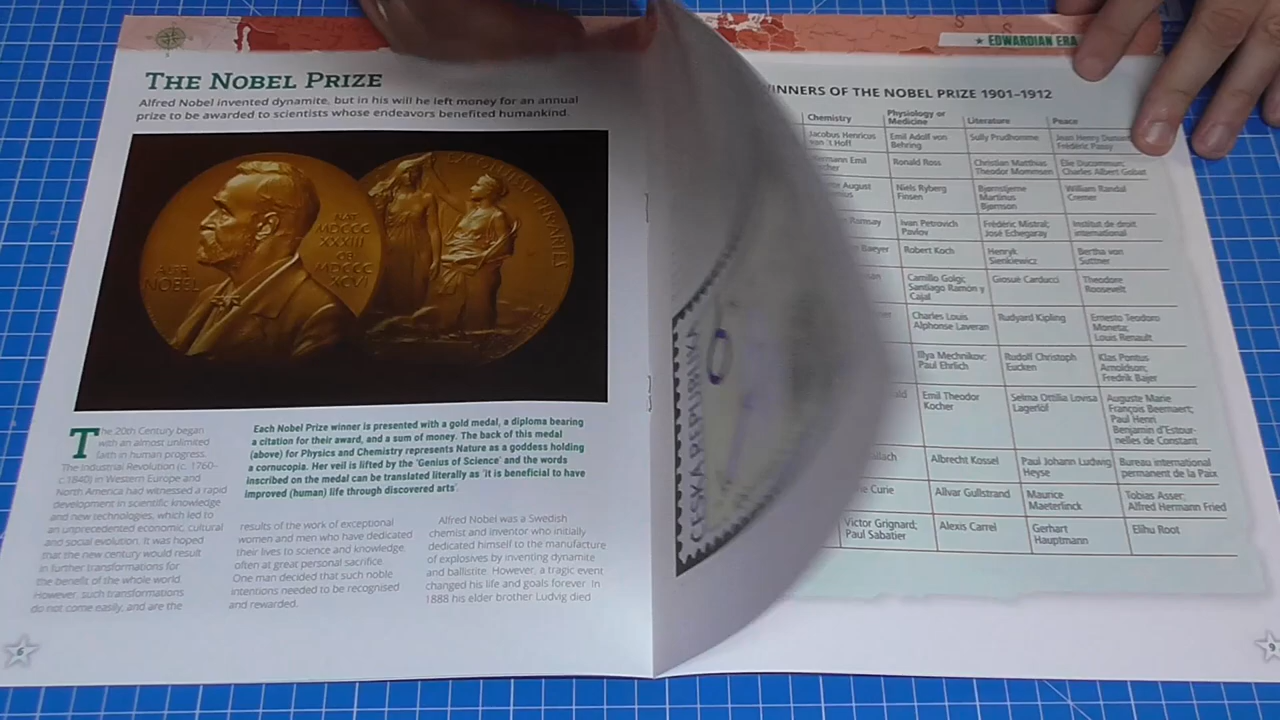 THE NOBEL PRIZE
Alfred Nobel invented dynamite, but in his will he left money for an annual
prize to be awarded to scientists whose endeavors benefited humankind.
ALFR.
NOBEL
NAT
MDCCC
XXXIII
OB
MDCCC
XCVI
Each Nobel Prize winner is presented with a gold medal, a diploma bearing
a citation for their award, and a sum of money. The back of this medal
(above) for Physics and Chemistry represents Nature as a goddess holding
a cornucopia. Her veil is lifted by the 'Genius of Science' and the words
inscribed on the medal can be translated literally as 'it is beneficial to have
improved (human) life through discovered arts'.
The 20th Century began
with an almost unlimited
faith in human progress.
The Industrial Revolution (c. 1760–
c.1840) in Western Europe and
North America had witnessed a rapid
development in scientific knowledge
and new technologies, which led to
an unprecedented economic, cultural
and social evolution. It was hoped
that the new century would result
in further transformations for
the benefit of the whole world.
However, such transformations
do not come easily, and are the
results of the work of exceptional
women and men who have dedicated
their lives to science and knowledge,
often at great personal sacrifice.
One man decided that such noble
intentions needed to be recognised
and rewarded.
Alfred Nobel was a Swedish
chemist and inventor who initially
dedicated himself to the manufacture
of explosives by inventing dynamite
and ballistite. However, a tragic event
changed his life and goals forever. In
1888 his elder brother Ludvig died
6
ČESKÁ REPUBLIKA
★ EDWARDIAN ERA
WINNERS OF THE NOBEL PRIZE 1901–1912
Chemistry Physiology or Medicine Literature Peace
Jacobus Henricus van 't Hoff Emil Adolf von Behring Sully Prudhomme Jean Henry Dunant; Frédéric Passy
Emil Ronald Ross Christian Matthias Theodor Mommsen Élie Ducommun; Charles Albert Gobat
August Niels Ryberg Finsen Bjørnstjerne Martinus Bjørnson William Randal Cremer
Ramsay Ivan Petrovich Pavlov Frédéric Mistral; José Echegaray Institut de droit international
Baeyer Robert Koch Henryk Sienkiewicz Bertha von Suttner
Camillo Golgi; Santiago Ramón y Cajal Giosuè Carducci Theodore Roosevelt
Charles Louis Alphonse Laveran Rudyard Kipling Ernesto Teodoro Moneta; Louis Renault
Illya Mechnikov; Paul Ehrlich Rudolf Christoph Eucken Klas Pontus Arnoldson; Fredrik Bajer
Emil Theodor Kocher Selma Ottilia Lovisa Lagerlöf Auguste Marie François Beernaert; Paul Henri Benjamin d'Estournelles de Constant
Albrecht Kossel Paul Johann Ludwig Heyse Bureau international permanent de la Paix
Curie Allvar Gullstrand Maurice Maeterlinck Tobias Asser; Alfred Hermann Fried
Victor Grignard; Paul Sabatier Alexis Carrel Gerhart Hauptmann Elihu Root
9